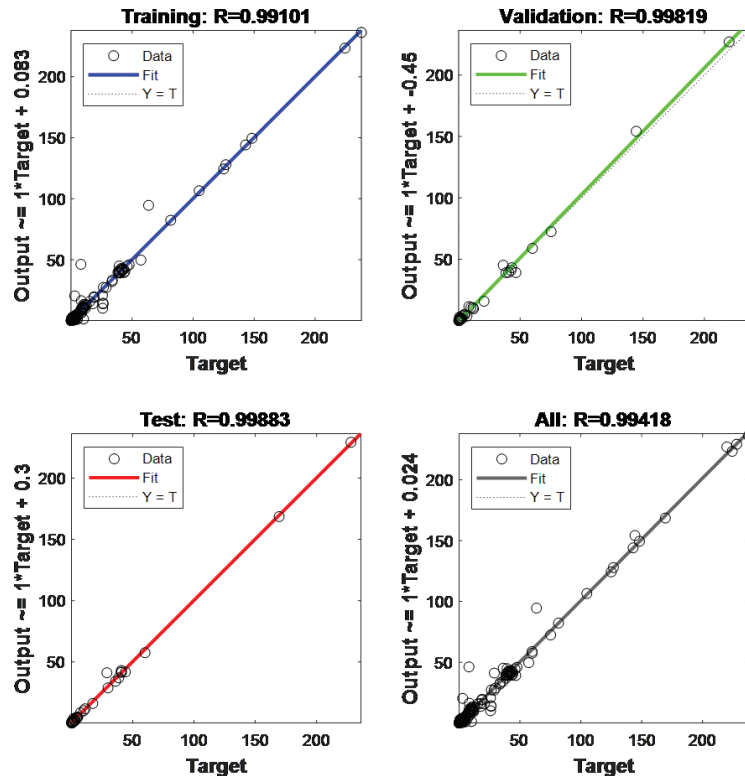 Training: R=0.99101
Output ~= 1*Target + 0.083
Data
Fit
Y = T
200
150
100
50
50
100
150
200
Target
Validation: R=0.99819
Output ~= 1*Target + -0.45
Data
Fit
Y = T
200
150
100
50
50
100
150
200
Target
Test: R=0.99883
Output ~= 1*Target + 0.3
Data
Fit
Y = T
200
150
100
50
50
100
150
200
Target
All: R=0.99418
Output ~= 1*Target + 0.024
Data
Fit
Y = T
200
150
100
50
50
100
150
200
Target